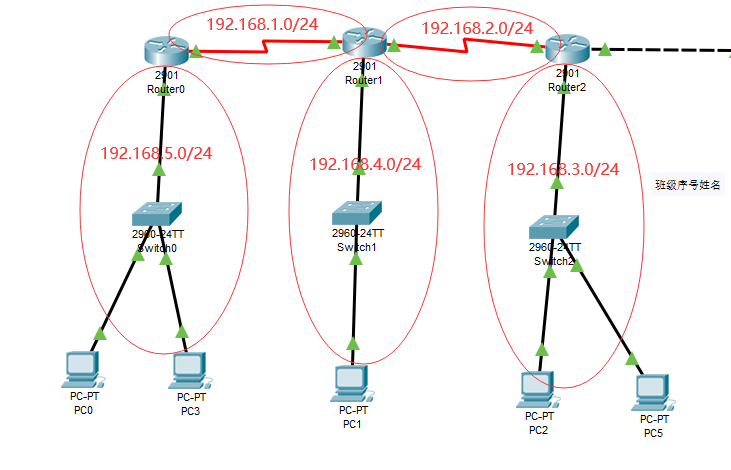 192.168.1.0/24
192.168.2.0/24
2901
Router0
2901
Router1
2901
Router2
192.168.5.0/24
192.168.4.0/24
192.168.3.0/24
班级序号姓名
2960-24TT
Switch0
2960-24TT
Switch1
2960-24TT
Switch2
PC-PT
PC0
PC-PT
PC3
PC-PT
PC1
PC-PT
PC2
PC-PT
PC5